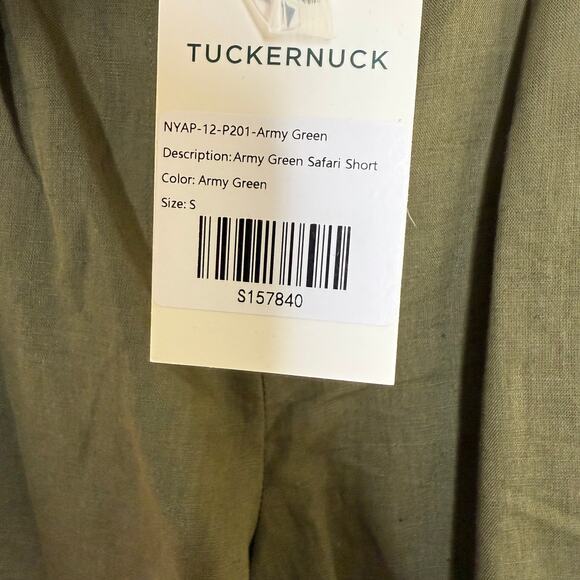 TUCKERNUCK
NYAP-12-P201-Army Green
Description:Army Green Safari Short
Color: Army Green
Size: S
S157840